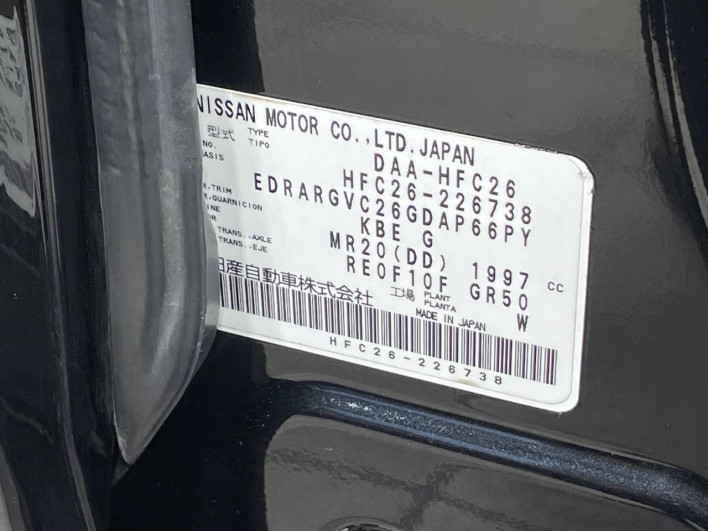 NISSAN MOTOR CO.,LTD.JAPAN
型式 TYPE TIPO DAA-HFC26
NO. HFC26-226738
EDRARGVC26GDAP66PY
.TRIM KBE G
.GUARNICION
MR20(DD) 1997 CC
TRANS. .AXLE RE0F10F GR50
TRANS. .EJE
日産自動車株式会社 工場 PLANT PLANTA W
MADE IN JAPAN
HFC26-226738